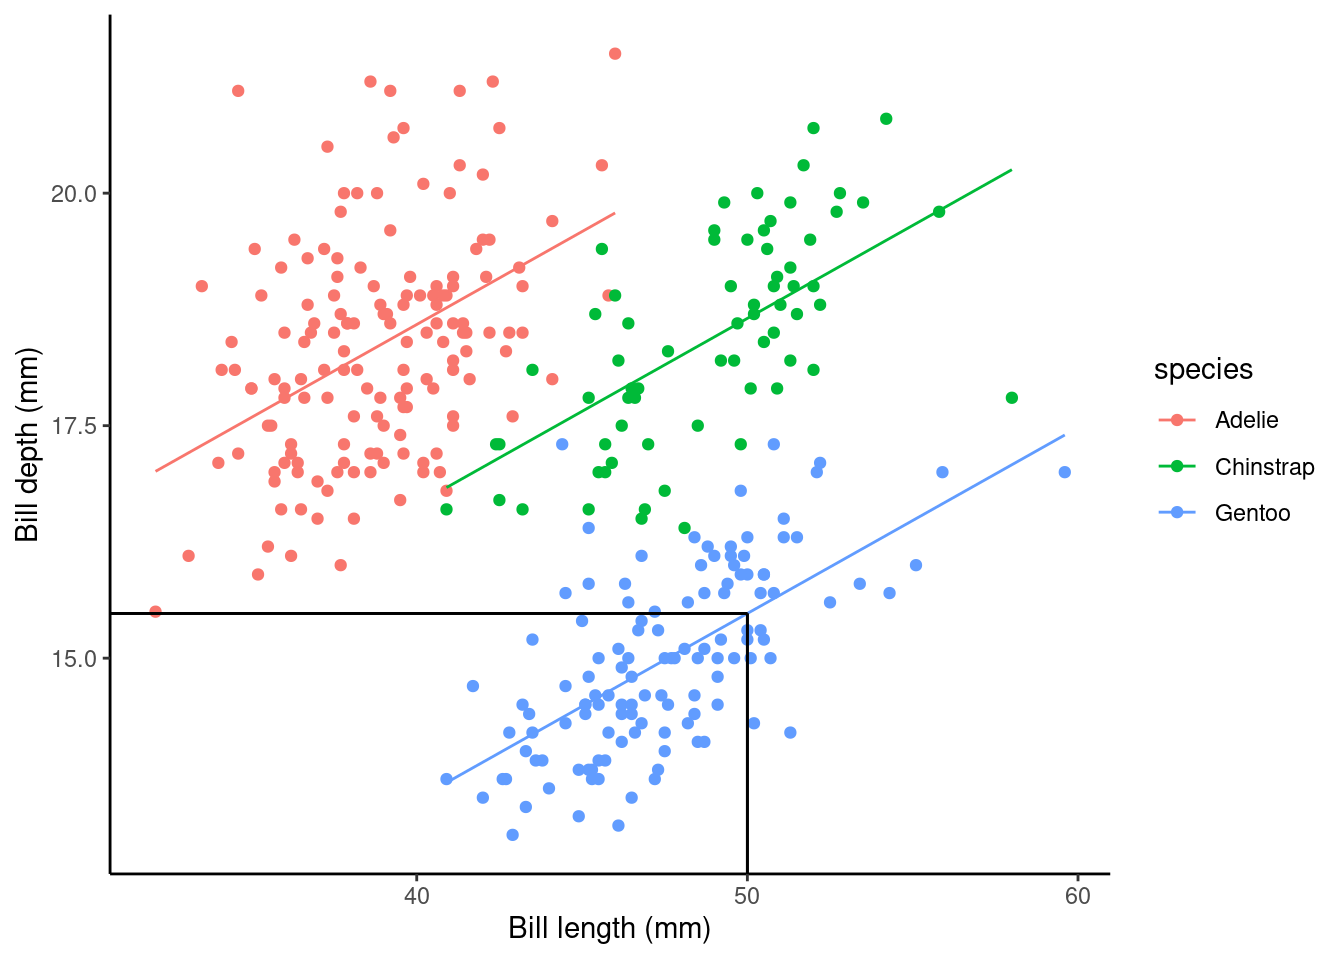 20.0
17.5
15.0
Bill depth (mm)
40
50
60
Bill length (mm)
species
Adelie
Chinstrap
Gentoo